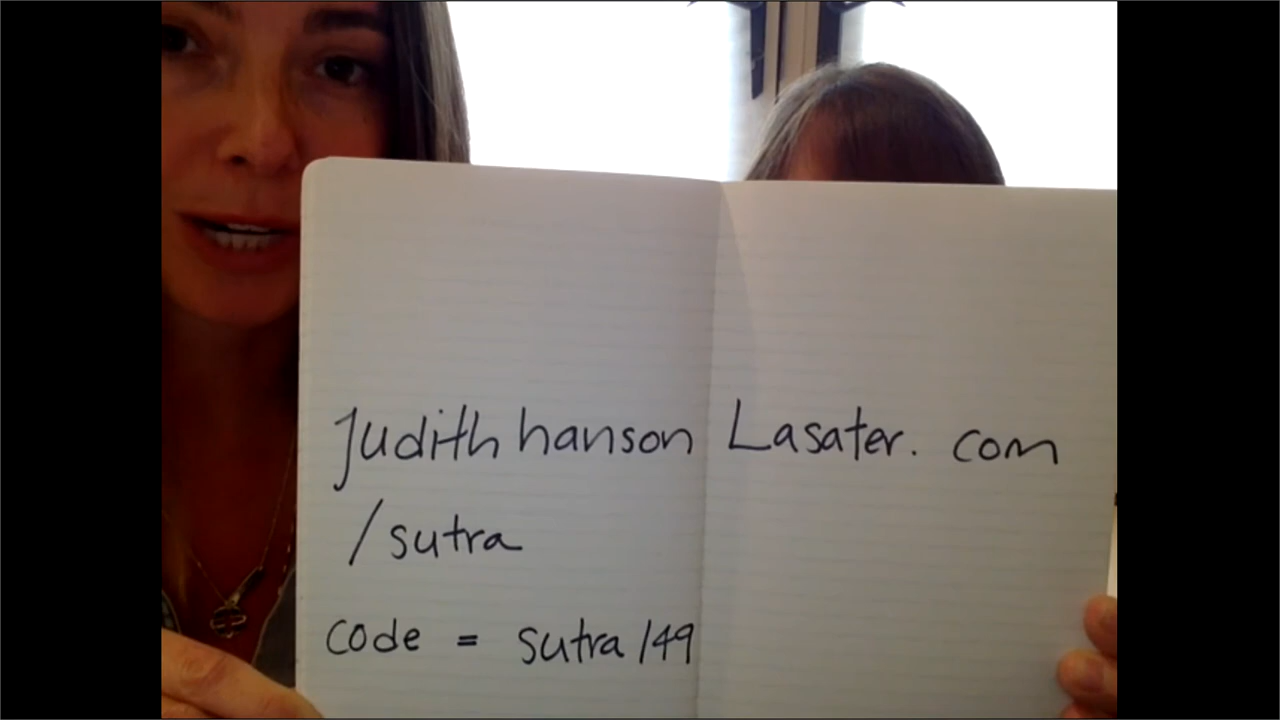 Judith hanson Lasater. com
/sutra
code = sutra149